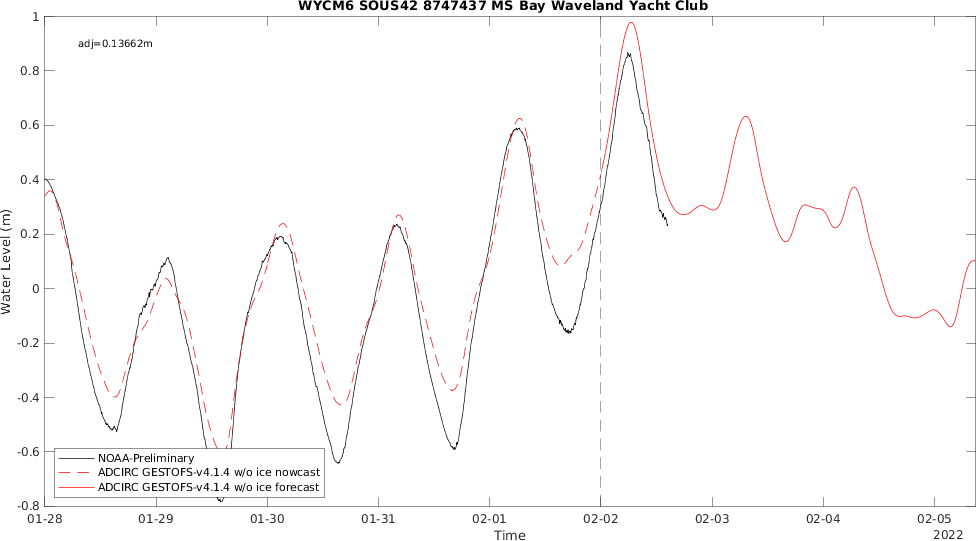 WYCM6 SOUS42 8747437 MS Bay Waveland Yacht Club
adj=0.13662m
1
0.8
0.6
0.4
0.2
0
-0.2
-0.4
-0.6
-0.8
Water Level (m)
NOAA-Preliminary
ADCIRC GESTOFS-v4.1.4 w/o ice nowcast
ADCIRC GESTOFS-v4.1.4 w/o ice forecast
01-28 01-29 01-30 01-31 02-01 02-02 02-03 02-04 02-05
Time
2022